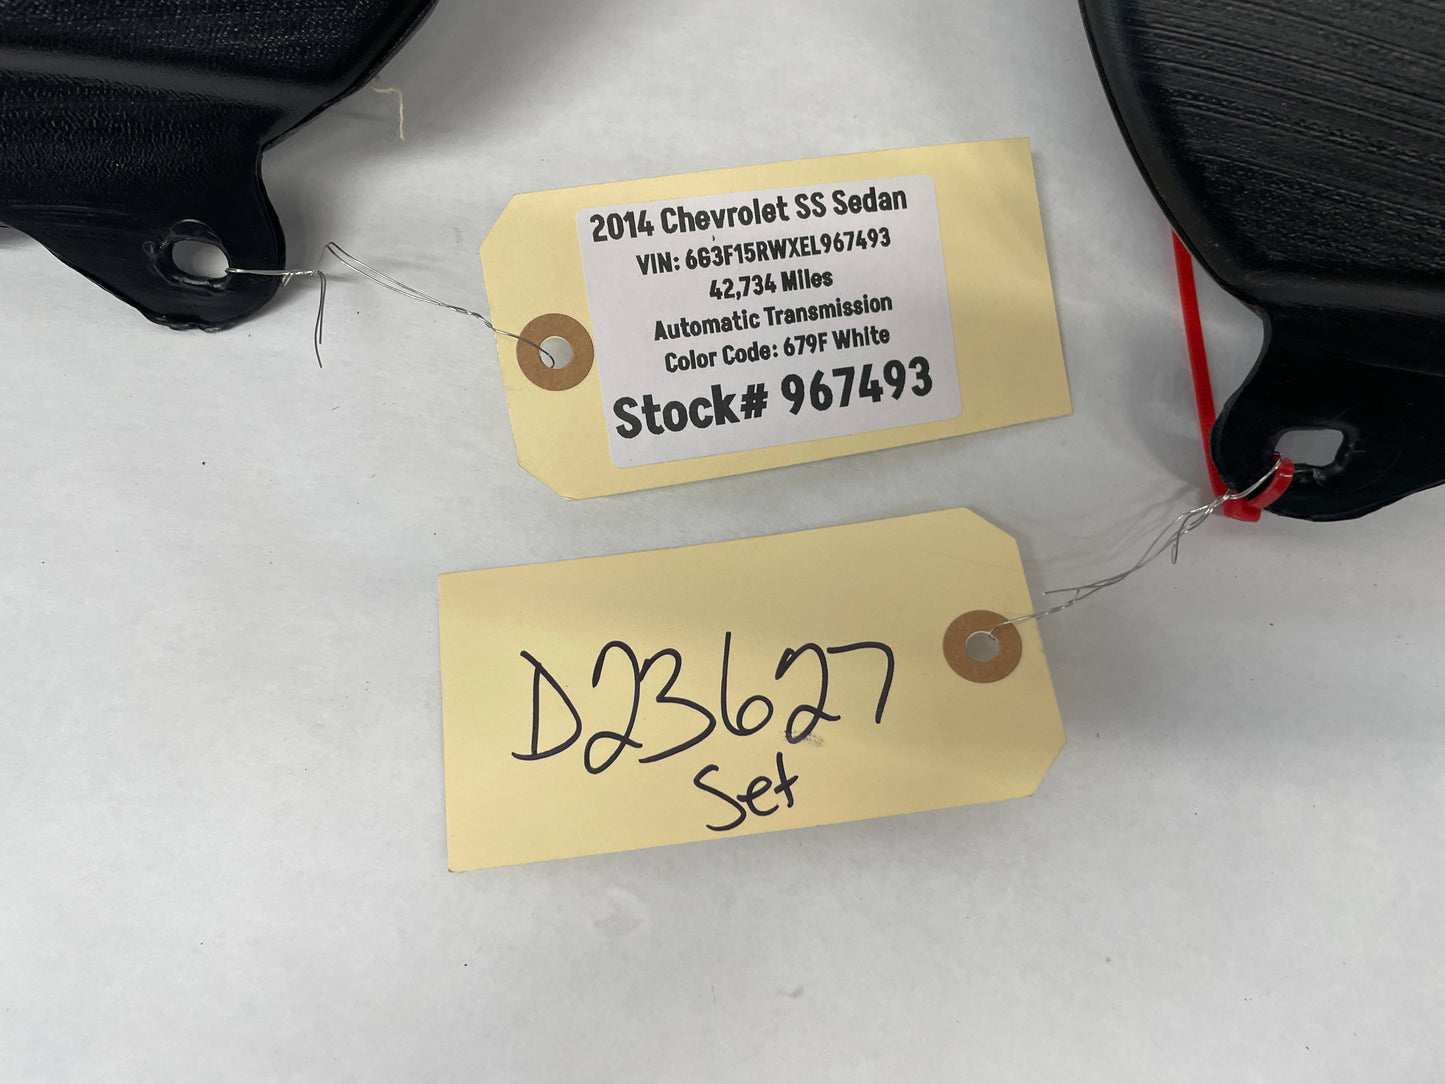 2014 Chevrolet SS Sedan
VIN: 6G3F15RWXEL967493
42,734 Miles
Automatic Transmission
Color Code: 679F White
Stock# 967493
D23627
Set